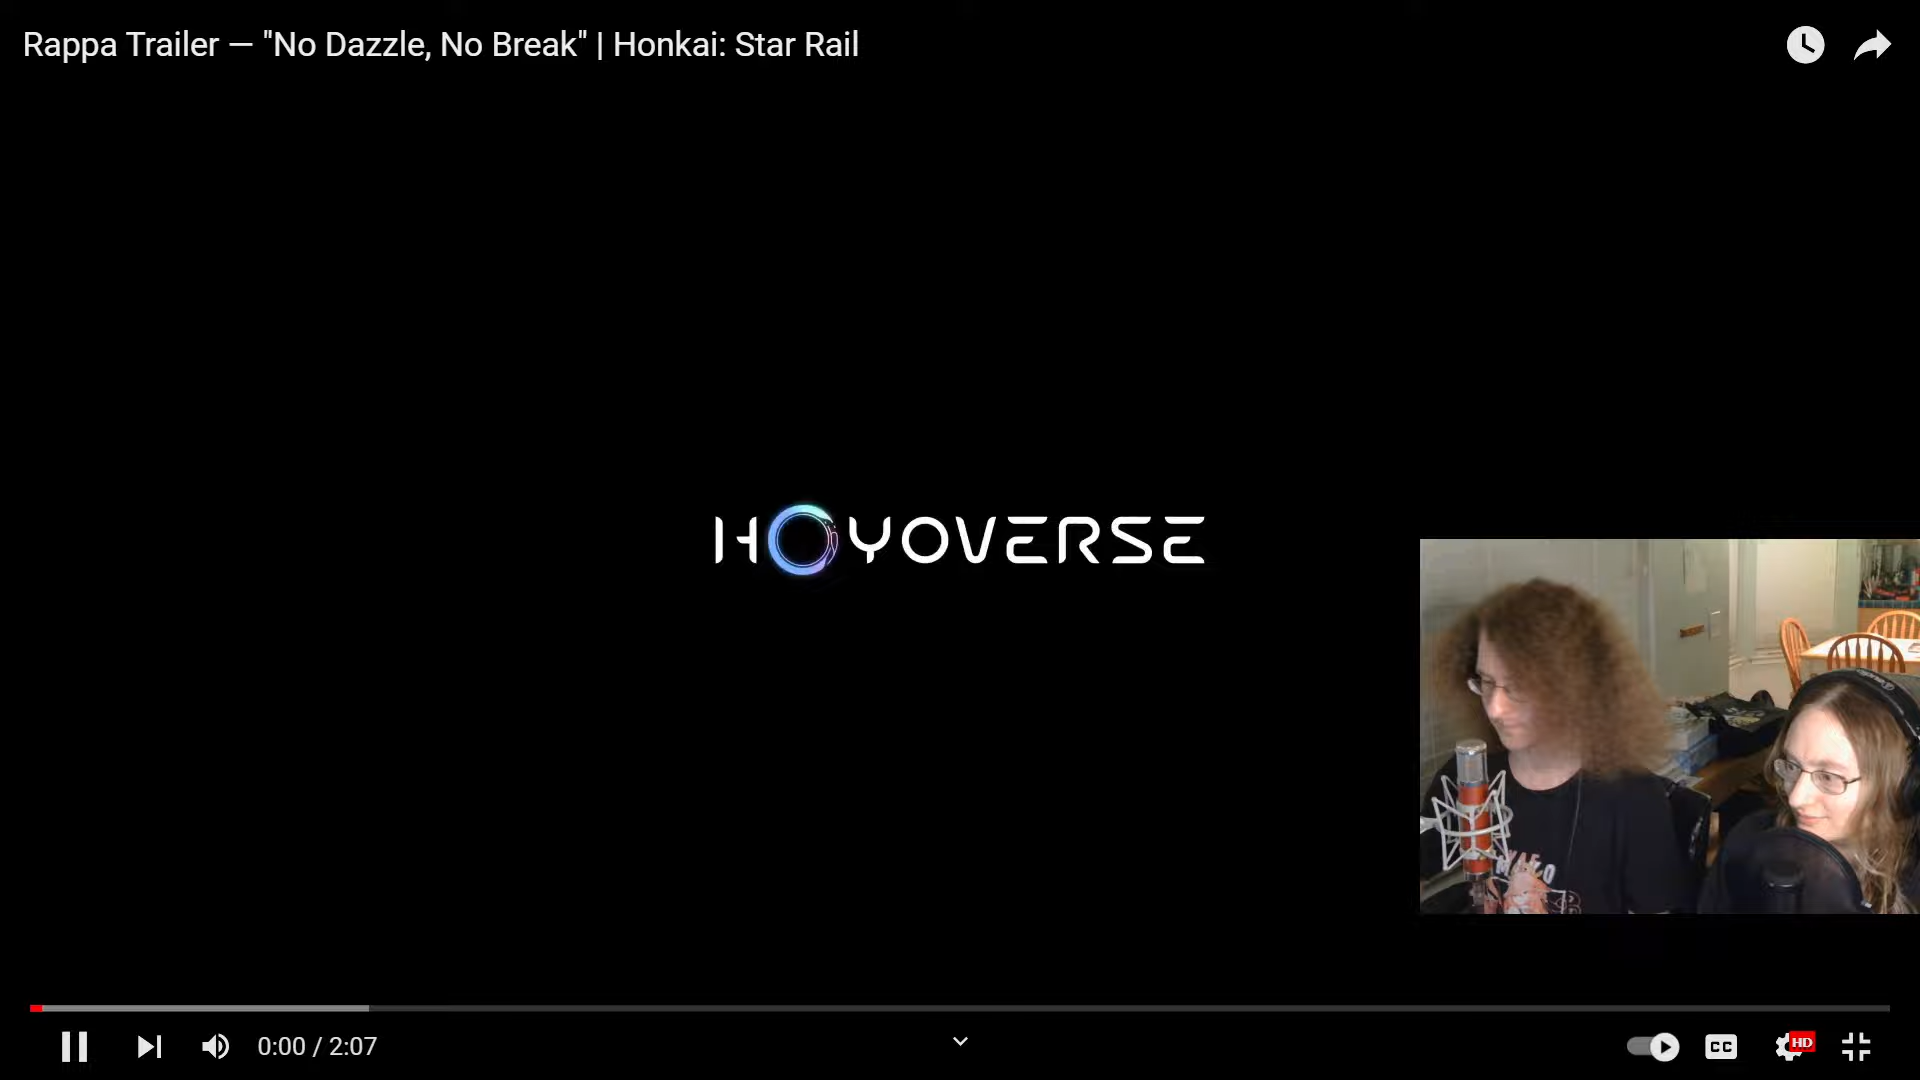 Rappa Trailer — "No Dazzle, No Break" | Honkai: Star Rail
HOYOVERSE
0:00 / 2:07
CC
HD